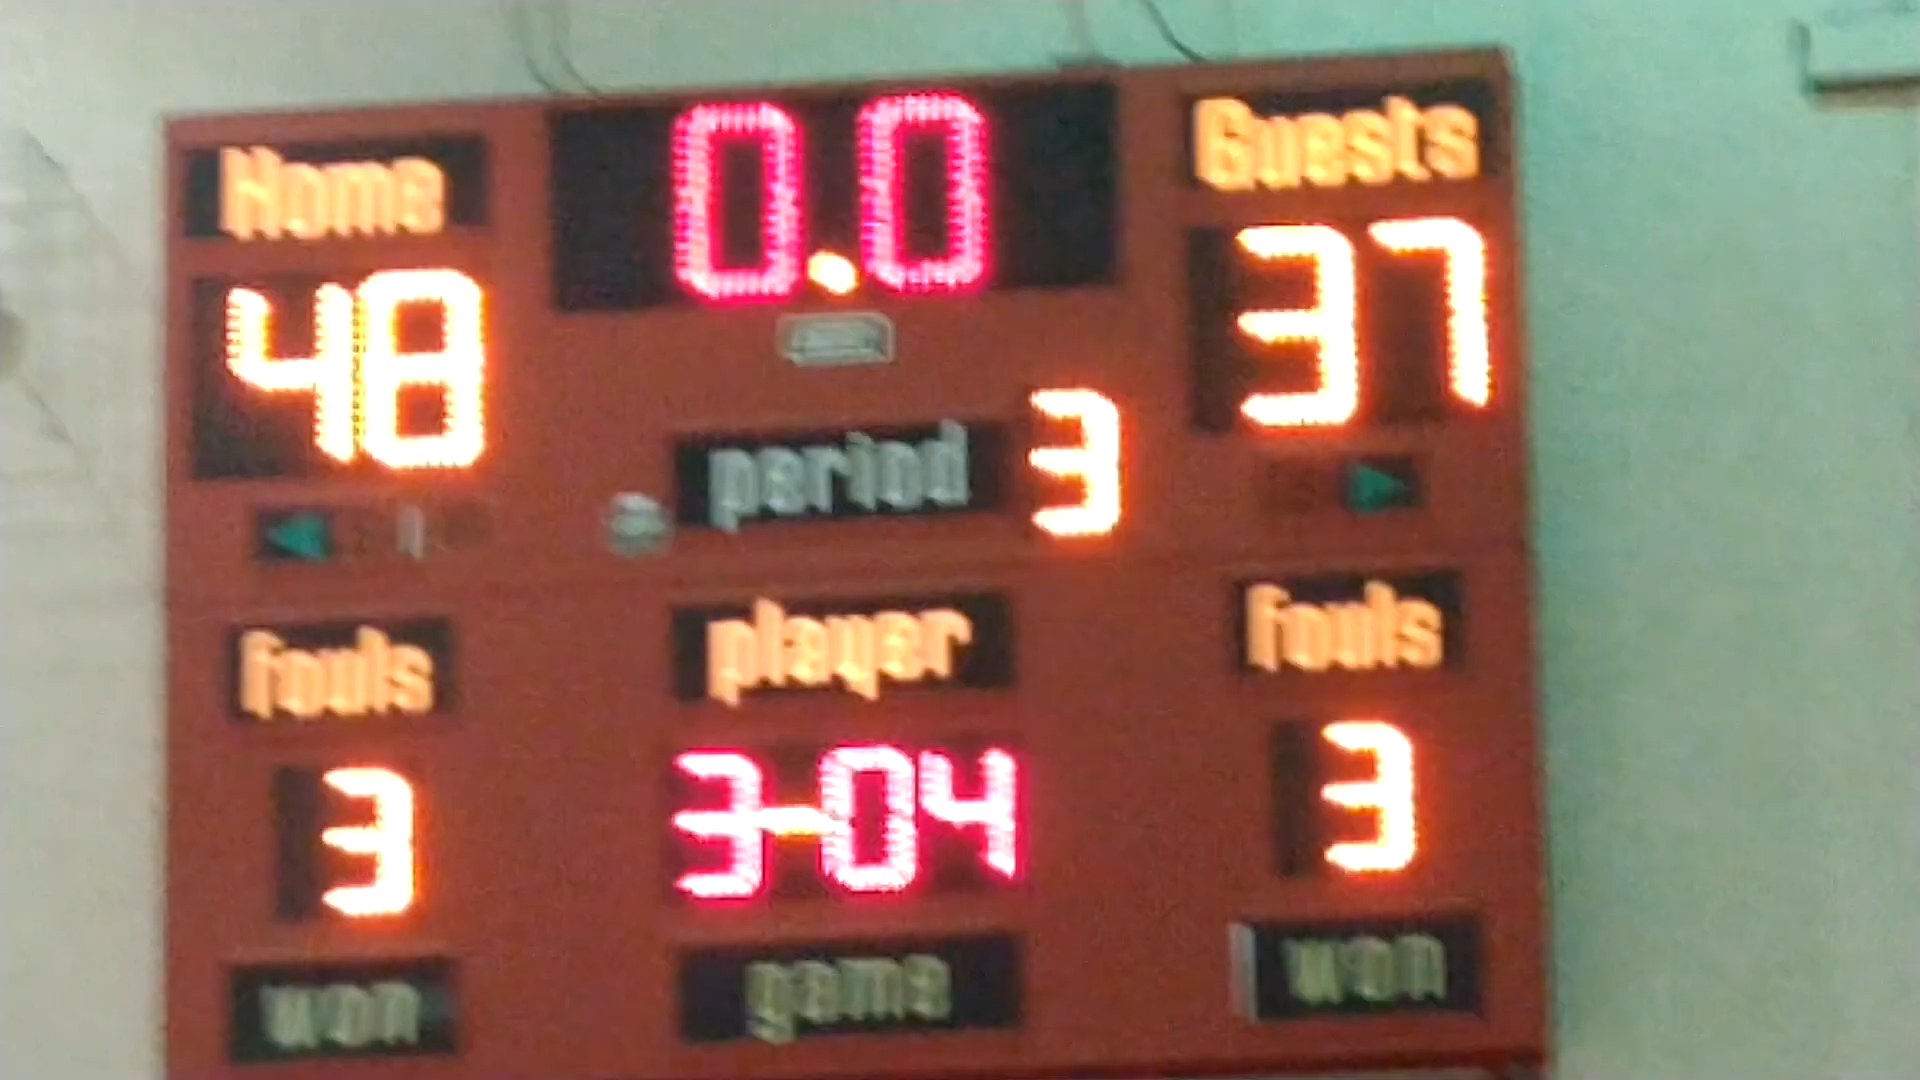 Home 0.0 Guests
48 37
period 3
fouls player fouls
3 3-04 3
won game won